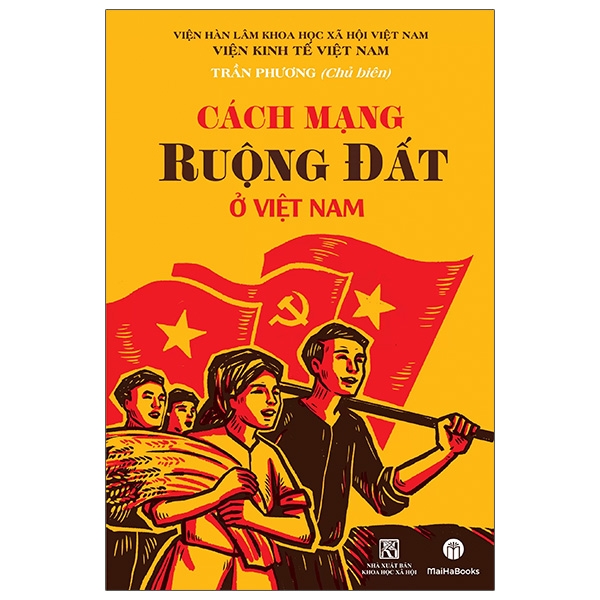 VIỆN HÀN LÂM KHOA HỌC XÃ HỘI VIỆT NAM
VIỆN KINH TẾ VIỆT NAM
TRẦN PHƯƠNG (Chủ biên)
CÁCH MẠNG
RUỘNG ĐẤT
Ở VIỆT NAM
NHÀ XUẤT BẢN
KHOA HỌC XÃ HỘI
MaiHaBooks